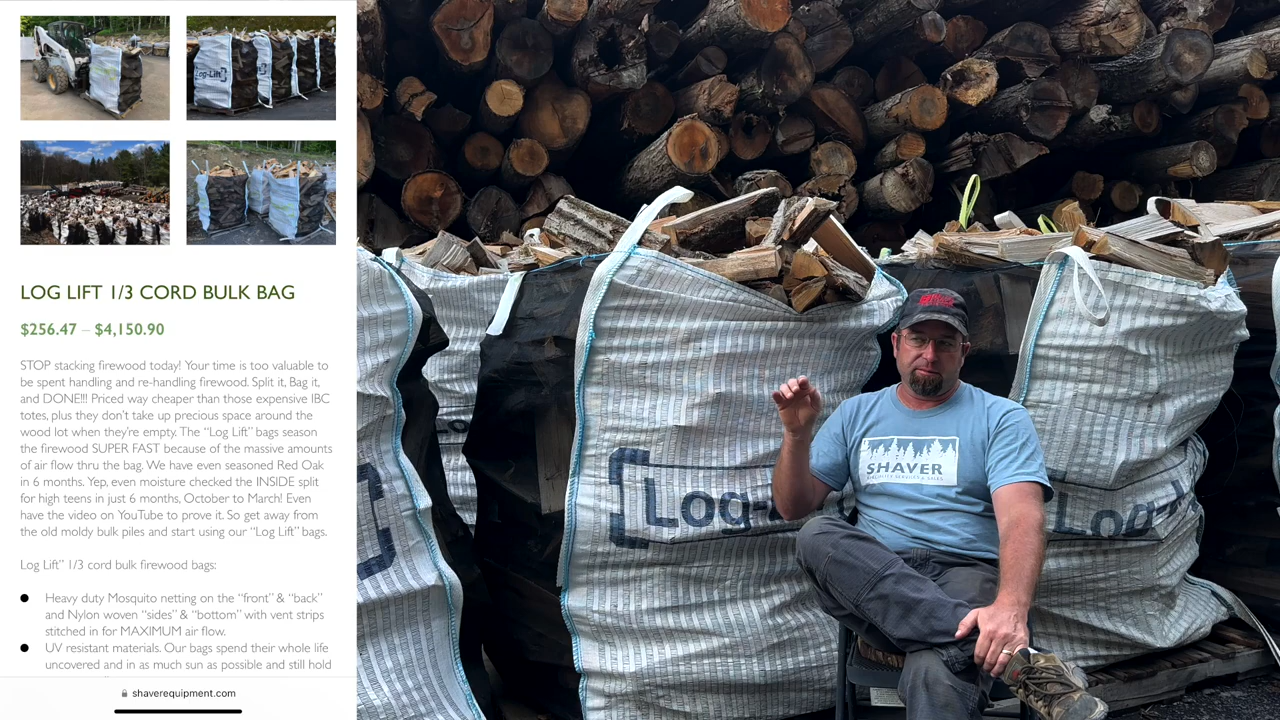 LOG LIFT 1/3 CORD BULK BAG
$256.47 – $4,150.90
STOP stacking firewood today! Your time is too valuable to
be spent handling and re-handling firewood. Split it, Bag it,
and DONE!!! Priced way cheaper than those expensive IBC
totes, plus they don't take up precious space around the
wood lot when they're empty. The “Log Lift” bags season
the firewood SUPER FAST because of the massive amounts
of air flow thru the bag. We have even seasoned Red Oak
in 6 months. Yep, even moisture checked the INSIDE split
for high teens in just 6 months, October to March! Even
have the video on YouTube to prove it. So get away from
the old moldy bulk piles and start using our “Log Lift” bags.
Log Lift” 1/3 cord bulk firewood bags:
Heavy duty Mosquito netting on the “front” & “back”
and Nylon woven “sides” & “bottom” with vent strips
stitched in for MAXIMUM air flow.
UV resistant materials. Our bags spend their whole life
uncovered and in as much sun as possible and still hold
shaverequipment.com
Log-Lift
Lo
Log-L
SHAVER
SPECIALTY SERVICES & SALES
Log-L